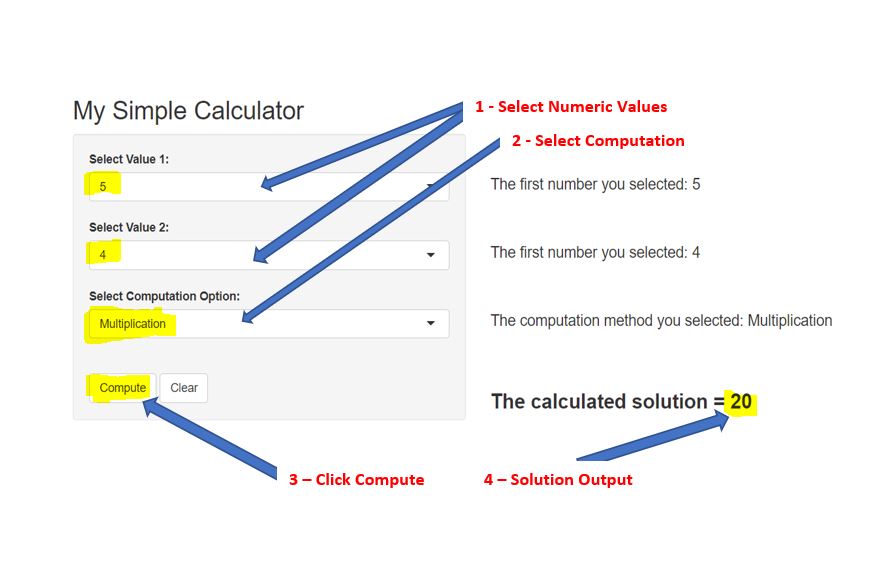 My Simple Calculator
1 - Select Numeric Values
2 - Select Computation
Select Value 1:
5
The first number you selected: 5
Select Value 2:
4
The first number you selected: 4
Select Computation Option:
Multiplication
The computation method you selected: Multiplication
Compute
Clear
The calculated solution = 20
3 – Click Compute
4 – Solution Output